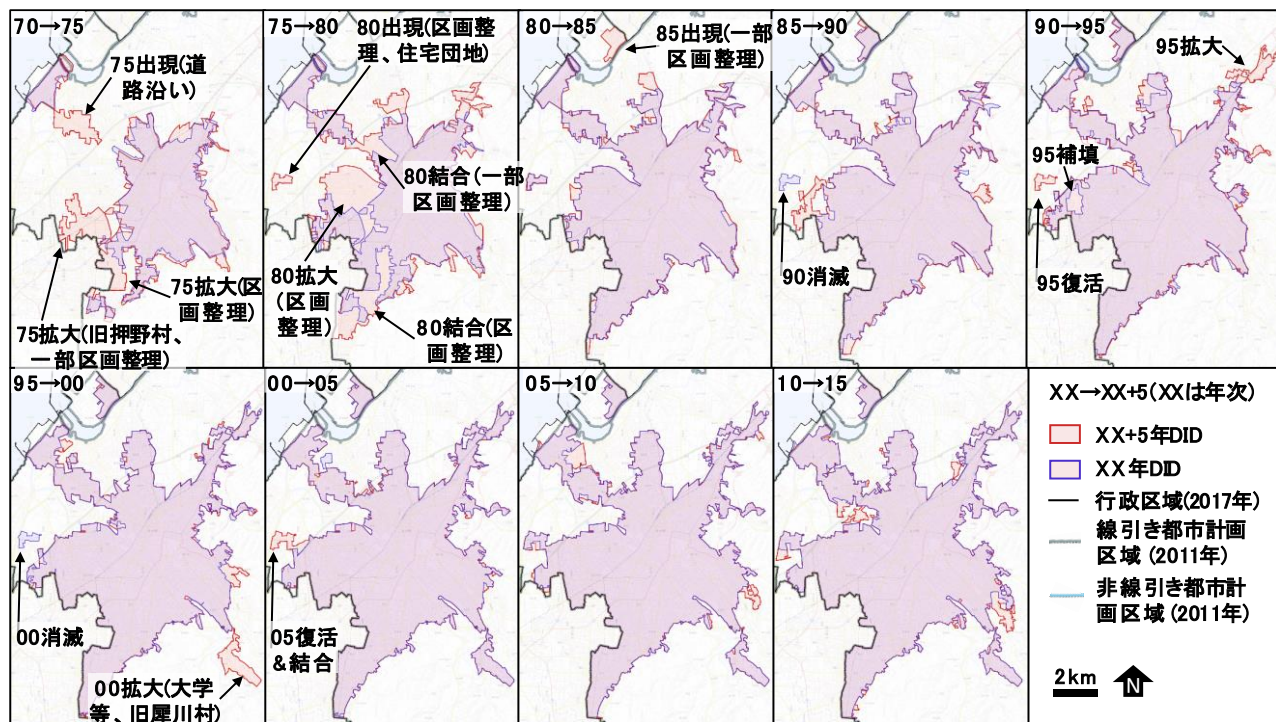 70→75
75出現(道
路沿い)
75拡大(区
画整理)
75拡大(旧押野村、
一部区画整理)
75→80
80出現(区画整
理、住宅団地)
80結合(一部
区画整理)
80拡大
(区画
整理)
80結合(区
画整理)
80→85
85出現(一部
区画整理)
85→90
90消滅
90→95
95拡大
95補填
95復活
95→00
00消滅
00拡大(大学
等、旧犀川村)
00→05
05復活
&結合
05→10
10→15
XX→XX+5(XXは年次)
XX+5年DID
XX年DID
行政区域(2017年)
線引き都市計画
区域(2011年)
非線引き都市計
画区域(2011年)
2km
N